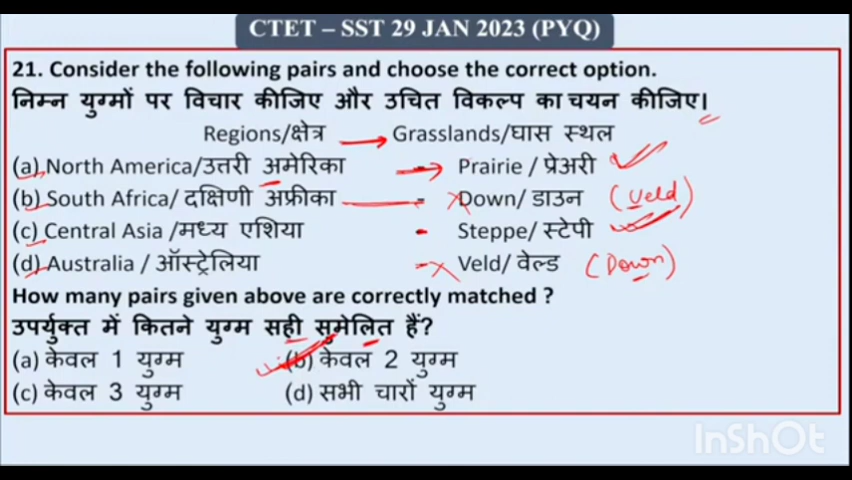 CTET – SST 29 JAN 2023 (PYQ)
21. Consider the following pairs and choose the correct option.
निम्न युग्मों पर विचार कीजिए और उचित विकल्प का चयन कीजिए।
Regions/क्षेत्र Grasslands/घास स्थल
(a) North America/उत्तरी अमेरिका - Prairie / प्रेअरी
(b) South Africa/ दक्षिणी अफ्रीका - Down/ डाउन (Veld)
(c) Central Asia /मध्य एशिया - Steppe/ स्टेपी
(d) Australia / ऑस्ट्रेलिया - Veld/ वेल्ड (Down)
How many pairs given above are correctly matched ?
उपर्युक्त में कितने युग्म सही सुमेलित हैं?
(a) केवल 1 युग्म (b) केवल 2 युग्म
(c) केवल 3 युग्म (d) सभी चारों युग्म
InShOt